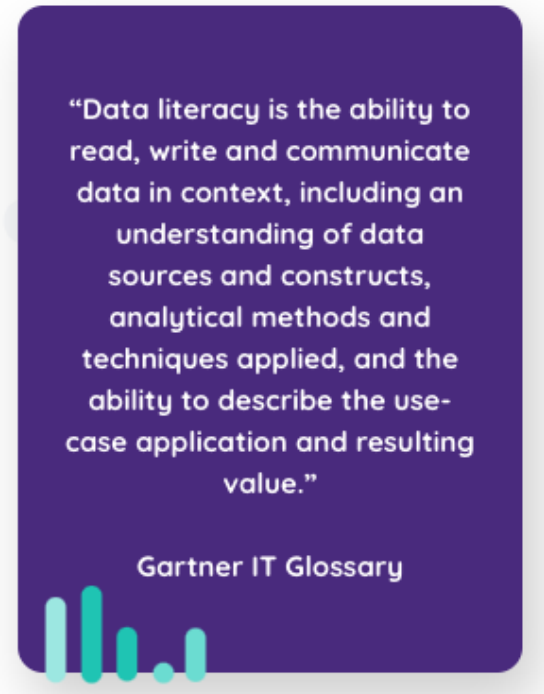 “Data literacy is the ability to
read, write and communicate
data in context, including an
understanding of data
sources and constructs,
analytical methods and
techniques applied, and the
ability to describe the use-
case application and resulting
value.”
Gartner IT Glossary